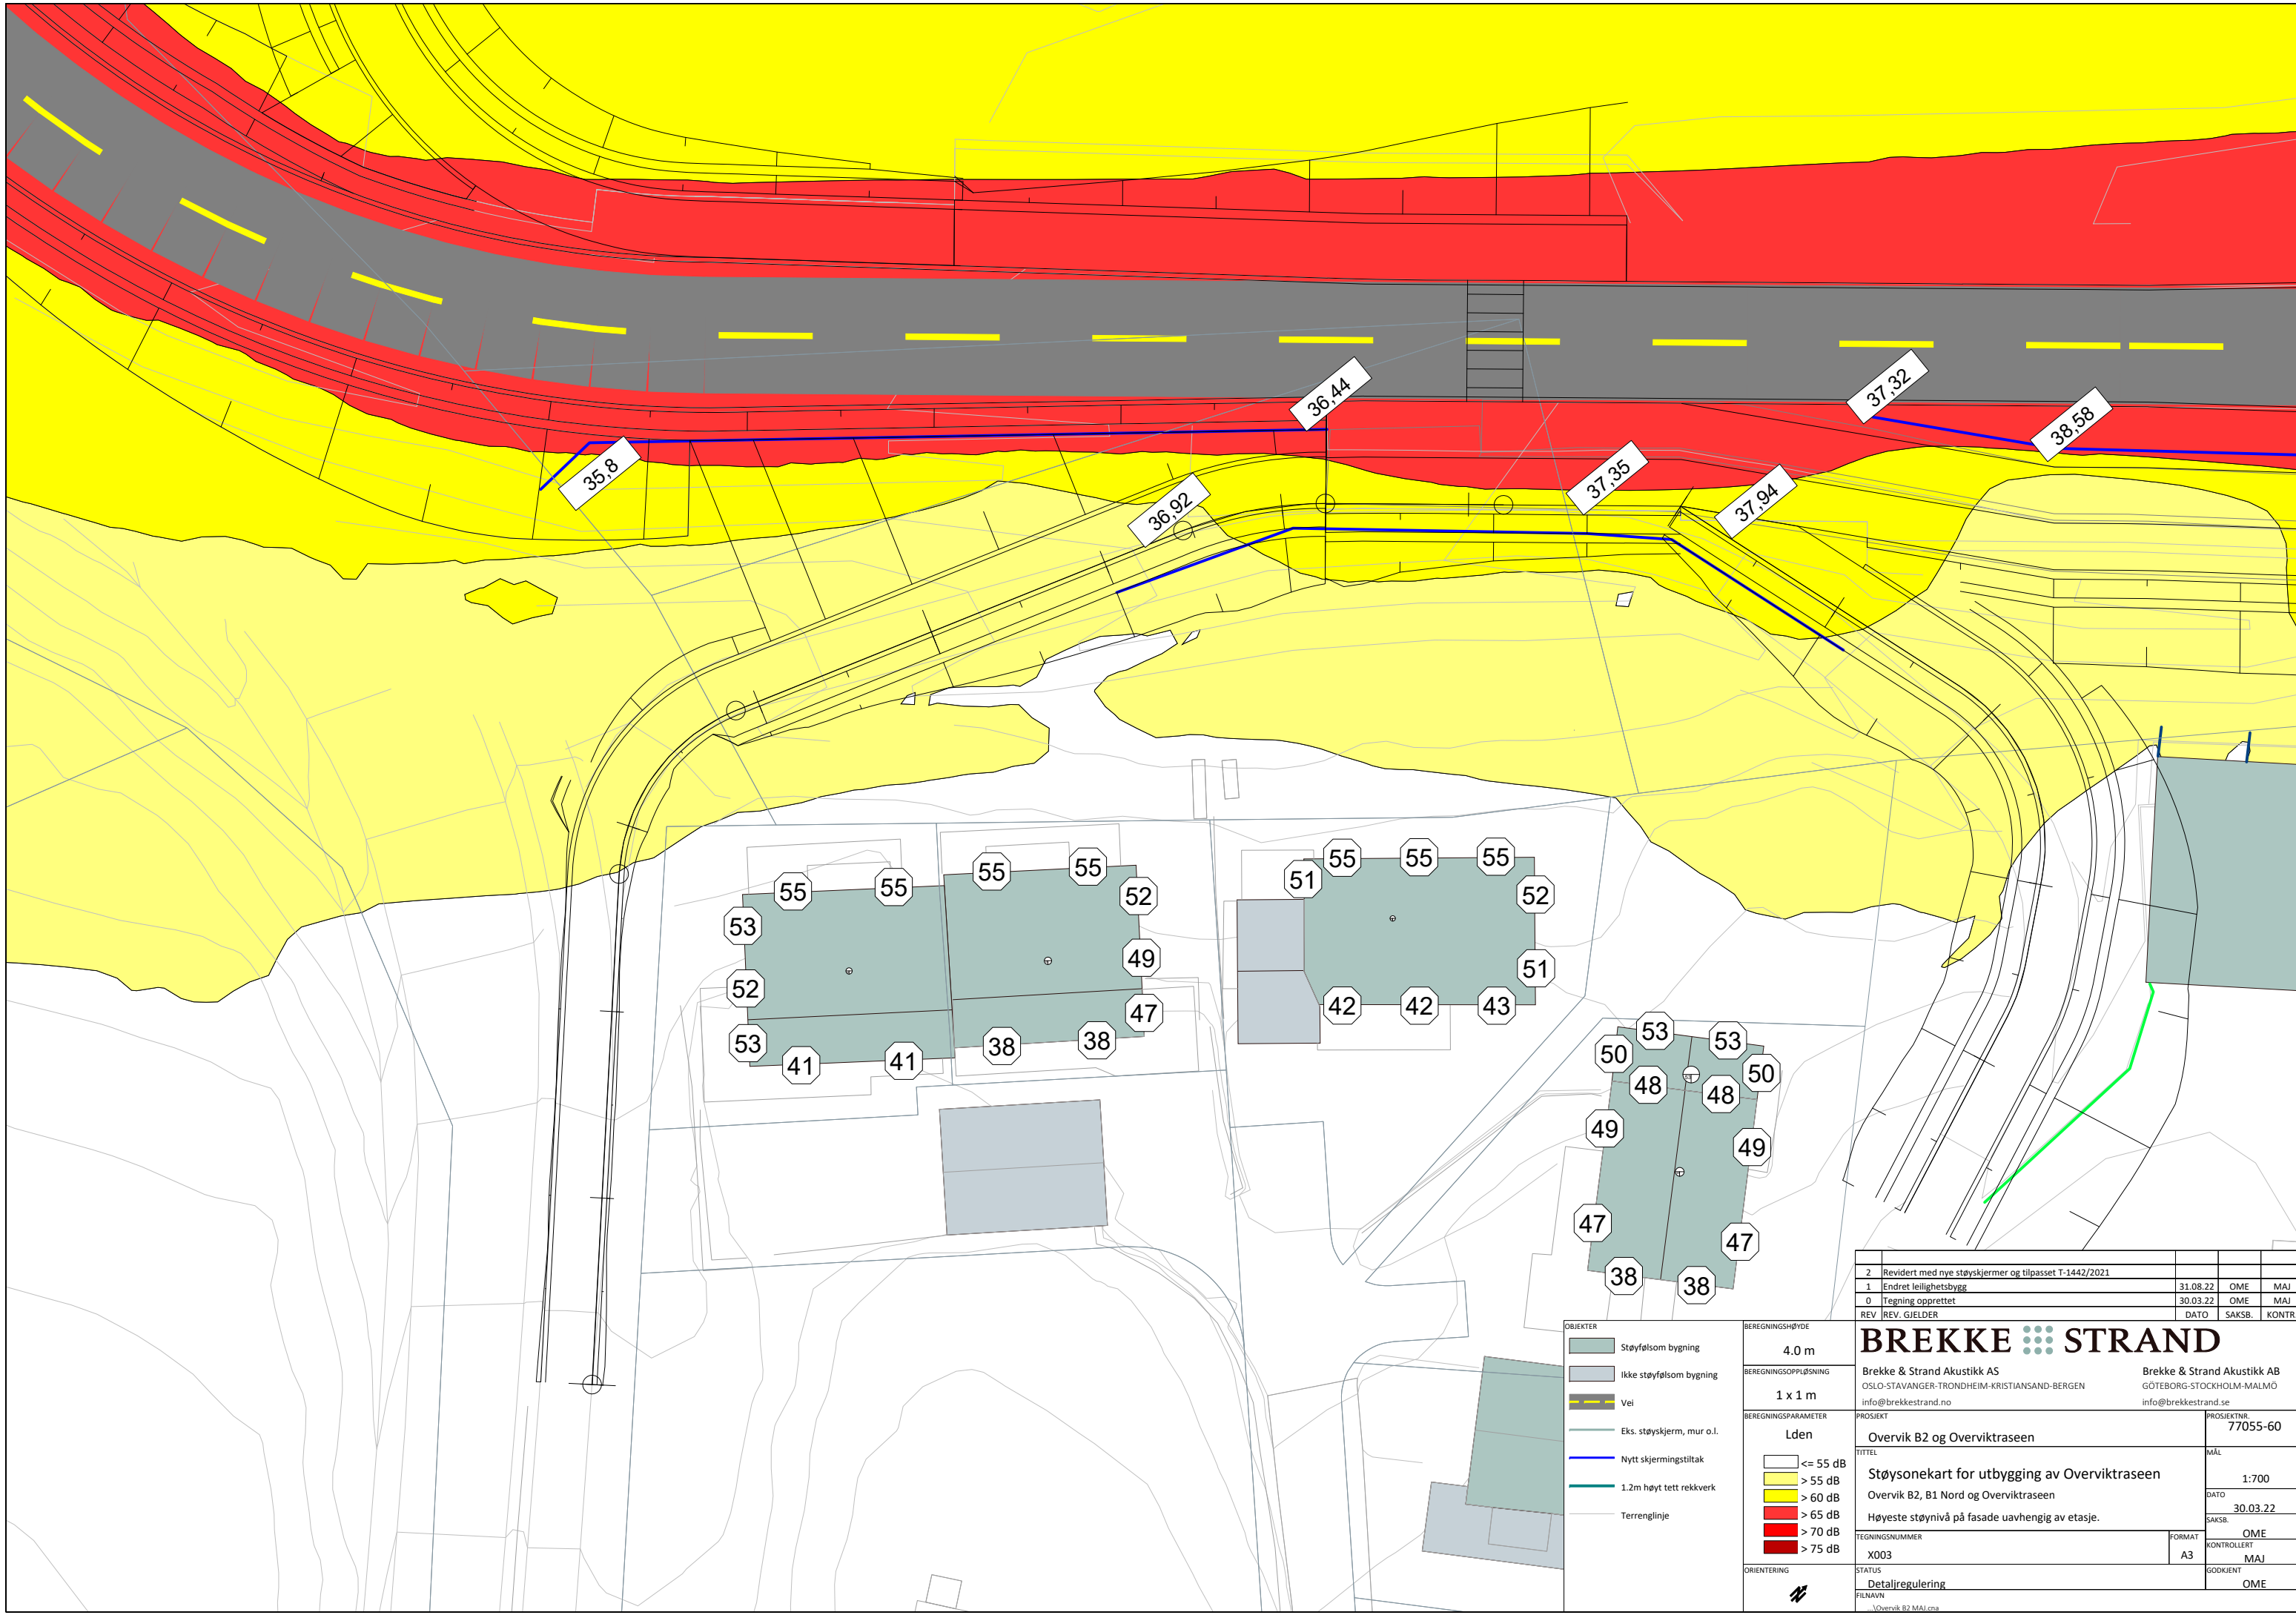 36,44
37,32
38,58
35,8
37,35
36,92
37,94
55
55
55
55
52
53
49
52
47
53
41
41
38
38
51
55
55
55
52
51
42
42
43
53
53
50
50
48
48
49
49
47
47
38
38
2 Revidert med nye støyskjermer og tilpasset T-1442/2021
1 Endret leilighetsbygg 31.08.22 OME MAJ
0 Tegning opprettet 30.03.22 OME MAJ
REV REV. GJELDER DATO SAKSB. KONTR.
OBJEKTER
Støyfølsom bygning
Ikke støyfølsom bygning
Vei
Eks. støyskjerm, mur o.l.
Nytt skjermingstiltak
1.2m høyt tett rekkverk
Terrenglinje
BEREGNINGSHØYDE
4.0 m
BEREGNINGSOPPLØSNING
1 x 1 m
BEREGNINGSPARAMETER
Lden
<= 55 dB
> 55 dB
> 60 dB
> 65 dB
> 70 dB
> 75 dB
ORIENTERING
BREKKE STRAND
Brekke & Strand Akustikk AS
OSLO-STAVANGER-TRONDHEIM-KRISTIANSAND-BERGEN
info@brekkestrand.no
Brekke & Strand Akustikk AB
GÖTEBORG-STOCKHOLM-MALMÖ
info@brekkestrand.se
PROSJEKT
Overvik B2 og Overviktraseen
PROSJEKTNR.
77055-60
TITTEL
Støysonekart for utbygging av Overviktraseen
Overvik B2, B1 Nord og Overviktraseen
Høyeste støynivå på fasade uavhengig av etasje.
MÅL
1:700
DATO
30.03.22
SAKSB.
OME
TEGNINGSNUMMER
X003
FORMAT
A3
KONTROLLERT
MAJ
STATUS
Detaljregulering
GODKJENT
OME
FILNAVN
...\Overvik B2 MAJ.cna